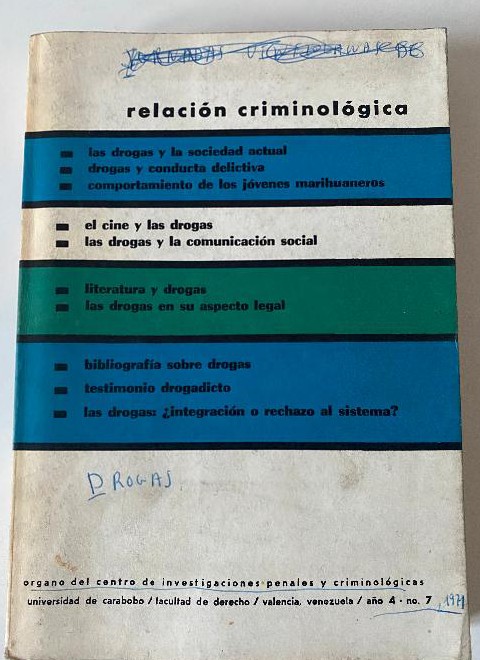 relación criminológica
las drogas y la sociedad actual
drogas y conducta delictiva
comportamiento de los jóvenes marihuaneros
el cine y las drogas
las drogas y la comunicación social
literatura y drogas
las drogas en su aspecto legal
bibliografía sobre drogas
testimonio drogadicto
las drogas: ¿integración o rechazo al sistema?
DROGAS
organo del centro de investigaciones penales y criminológicas
universidad de carabobo / facultad de derecho / valencia, venezuela / año 4 - no. 7, 1971